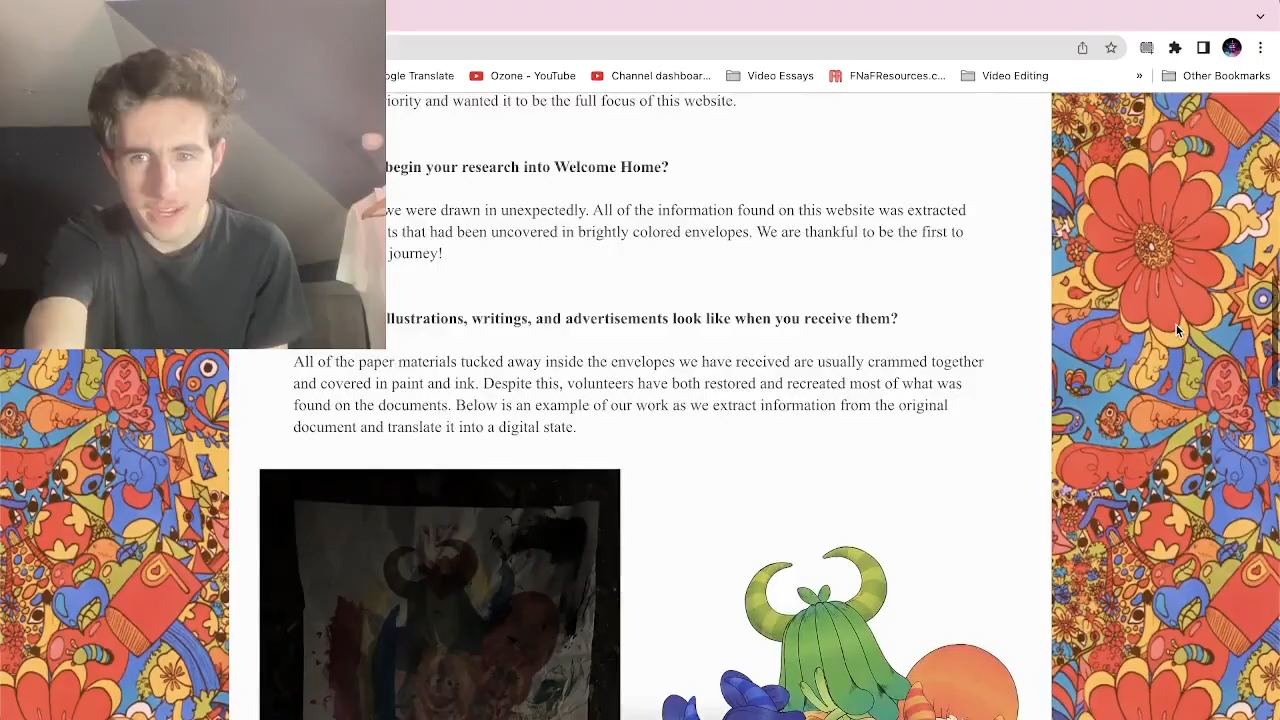 ogle Translate
Ozone - YouTube
Channel dashboar...
Video Essays
FNaFResources.c...
Video Editing
»
Other Bookmarks
iority and wanted it to be the full focus of this website.
begin your research into Welcome Home?
we were drawn in unexpectedly. All of the information found on this website was extracted
ts that had been uncovered in brightly colored envelopes. We are thankful to be the first to
journey!
llustrations, writings, and advertisements look like when you receive them?
All of the paper materials tucked away inside the envelopes we have received are usually crammed together
and covered in paint and ink. Despite this, volunteers have both restored and recreated most of what was
found on the documents. Below is an example of our work as we extract information from the original
document and translate it into a digital state.